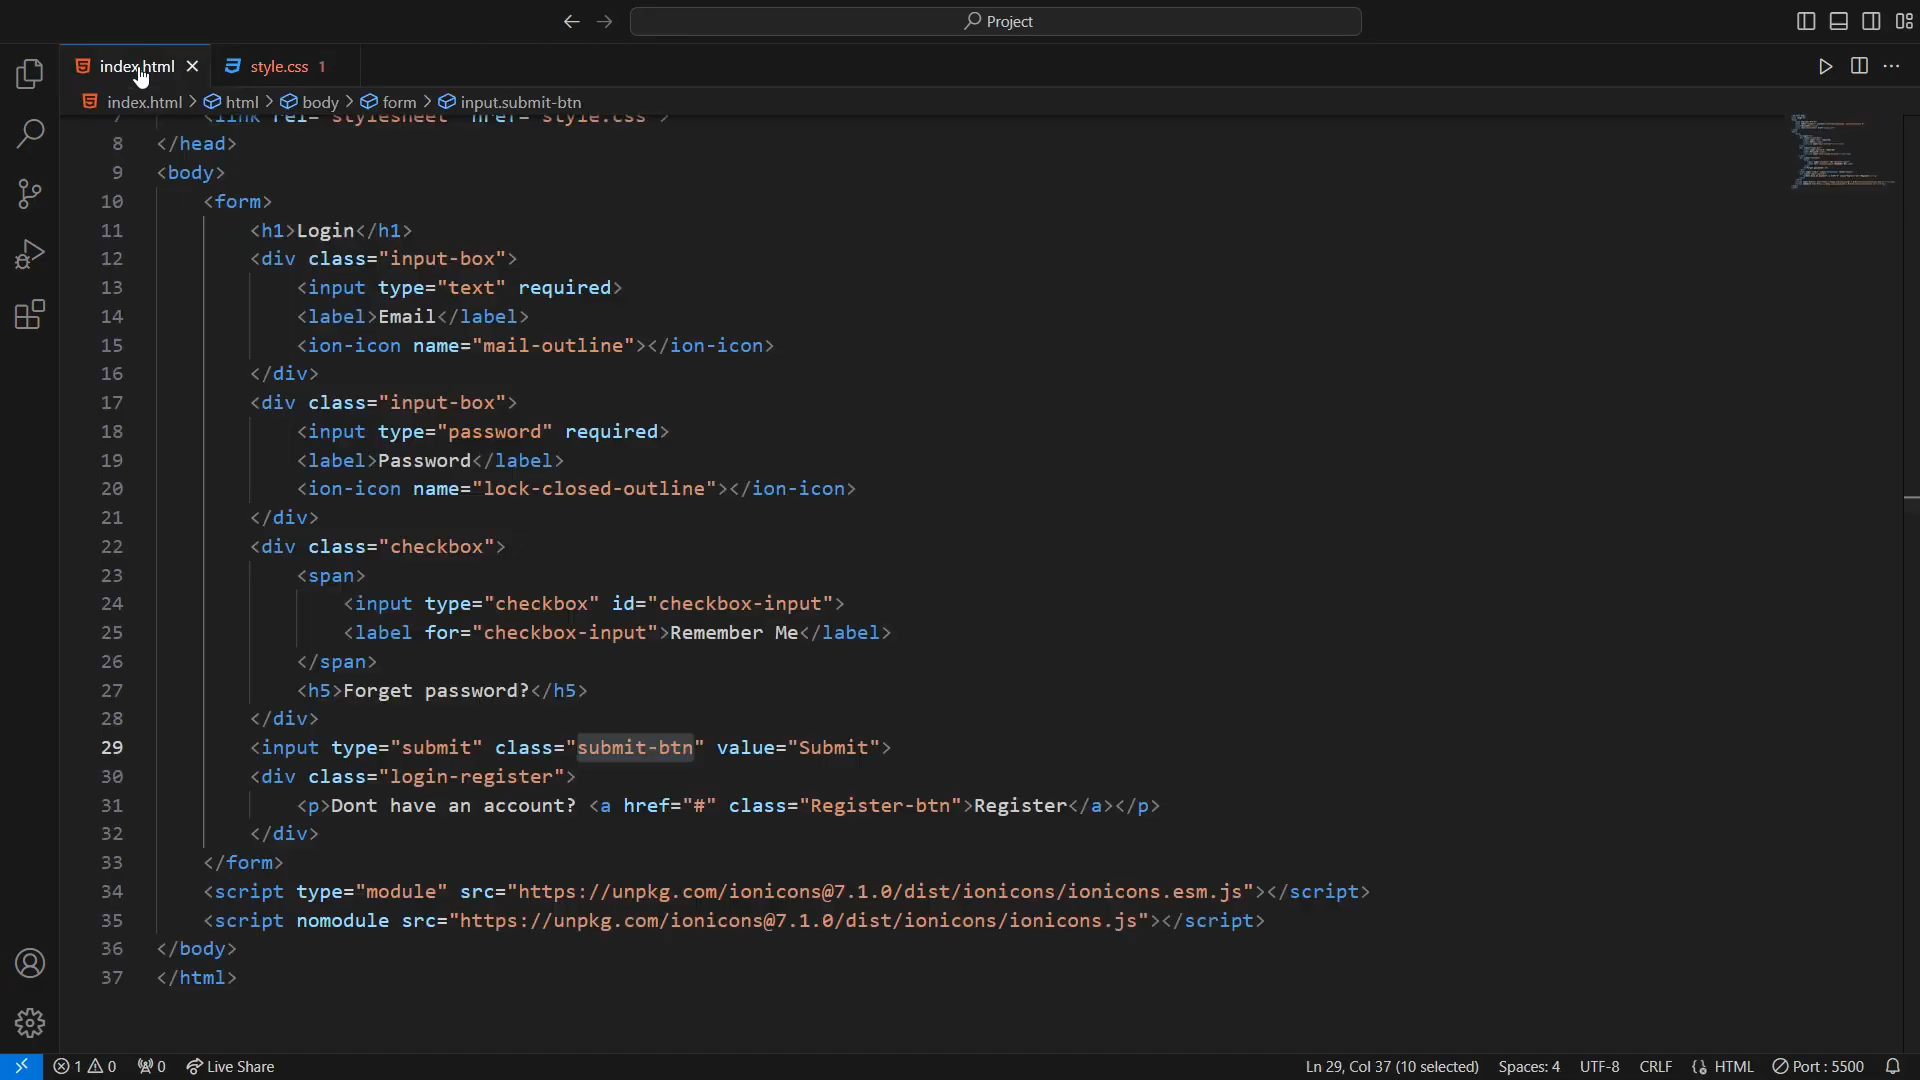 Project
index.html style.css 1
index.html html body form input.submit-btn
7 <link rel="stylesheet" href="style.css">
8 </head>
9 <body>
10 <form>
11 <h1>Login</h1>
12 <div class="input-box">
13 <input type="text" required>
14 <label>Email</label>
15 <ion-icon name="mail-outline"></ion-icon>
16 </div>
17 <div class="input-box">
18 <input type="password" required>
19 <label>Password</label>
20 <ion-icon name="lock-closed-outline"></ion-icon>
21 </div>
22 <div class="checkbox">
23 <span>
24 <input type="checkbox" id="checkbox-input">
25 <label for="checkbox-input">Remember Me</label>
26 </span>
27 <h5>Forget password?</h5>
28 </div>
29 <input type="submit" class="submit-btn" value="Submit">
30 <div class="login-register">
31 <p>Dont have an account? <a href="#" class="Register-btn">Register</a></p>
32 </div>
33 </form>
34 <script type="module" src="https://unpkg.com/ionicons@7.1.0/dist/ionicons/ionicons.esm.js"></script>
35 <script nomodule src="https://unpkg.com/ionicons@7.1.0/dist/ionicons/ionicons.js"></script>
36 </body>
37 </html>
1 0 0 Live Share Ln 29, Col 37 (10 selected) Spaces: 4 UTF-8 CRLF HTML Port : 5500